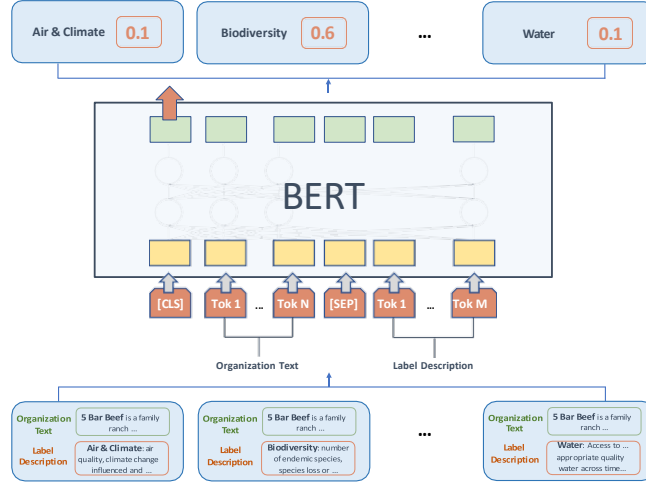 Air & Climate 0.1 Biodiversity 0.6 ... Water 0.1
BERT
[CLS] Tok 1 ... Tok N [SEP] Tok 1 ... Tok M
Organization Text Label Description
Organization
Text
5 Bar Beef is a family
ranch ...
Label
Description
Air & Climate: air
quality, climate change
influenced and ...
Organization
Text
5 Bar Beef is a family
ranch ...
Label
Description
Biodiversity: number
of endemic species,
species loss or ...
...
Organization
Text
5 Bar Beef is a family
ranch ...
Label
Description
Water: Access to ...
appropriate quality
water across time...